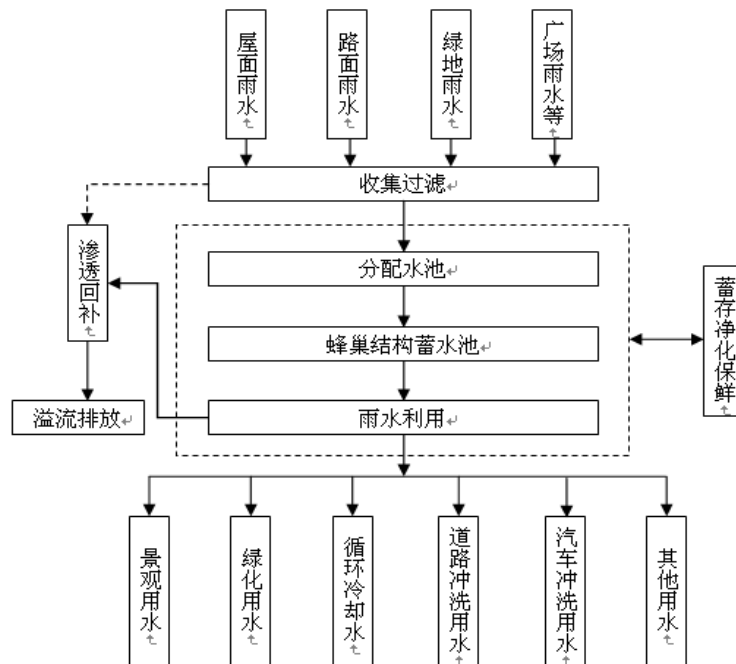 屋面雨水
路面雨水
绿地雨水
广场雨水等
收集过滤
渗透回补
分配水池
蓄存净化保鲜
蜂巢结构蓄水池
溢流排放
雨水利用
景观用水
绿化用水
循环冷却水
道路冲洗用水
汽车冲洗用水
其他用水